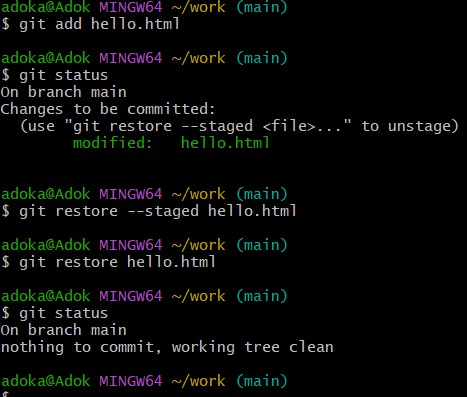 adoka@Adok MINGW64 ~/work (main)
$ git add hello.html
adoka@Adok MINGW64 ~/work (main)
$ git status
On branch main
Changes to be committed:
  (use "git restore --staged <file>..." to unstage)
        modified:   hello.html
adoka@Adok MINGW64 ~/work (main)
$ git restore --staged hello.html
adoka@Adok MINGW64 ~/work (main)
$ git restore hello.html
adoka@Adok MINGW64 ~/work (main)
$ git status
On branch main
nothing to commit, working tree clean
adoka@Adok MINGW64 ~/work (main)
$